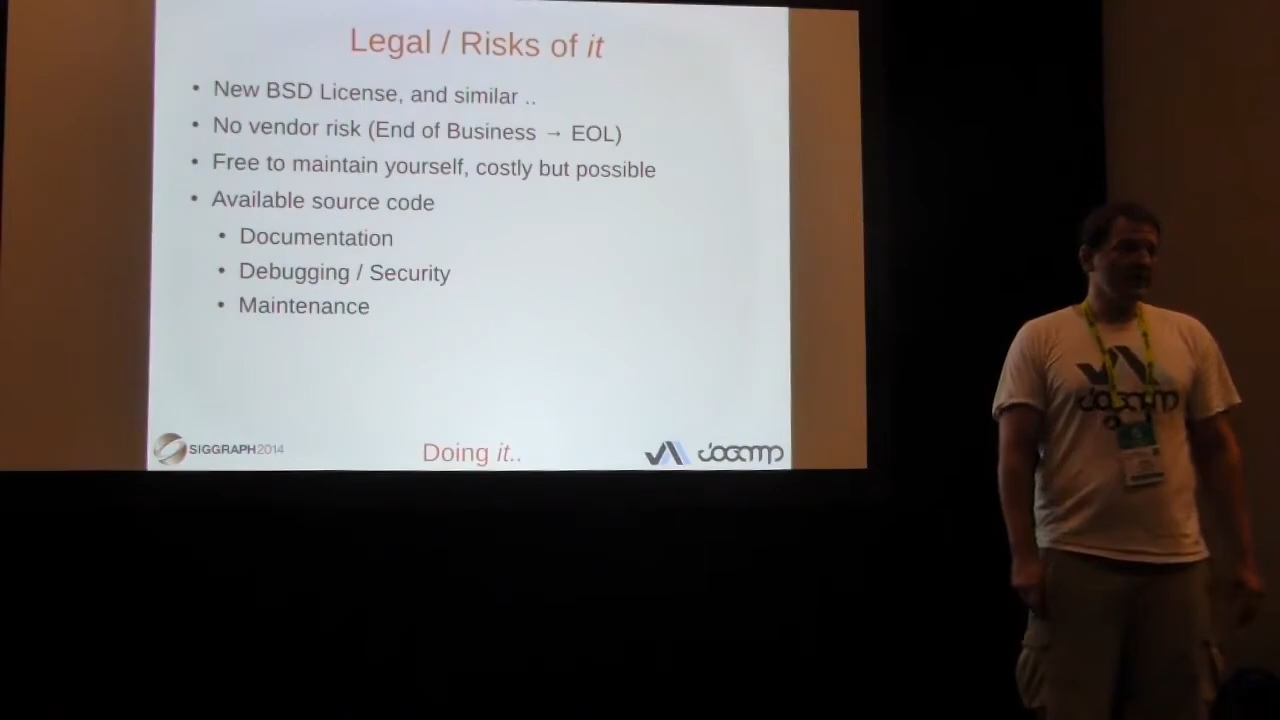 Legal / Risks of it
• New BSD License, and similar ..
• No vendor risk (End of Business → EOL)
• Free to maintain yourself, costly but possible
• Available source code
• Documentation
• Debugging / Security
• Maintenance
SIGGRAPH2014
Doing it..
jogamp
jogamp